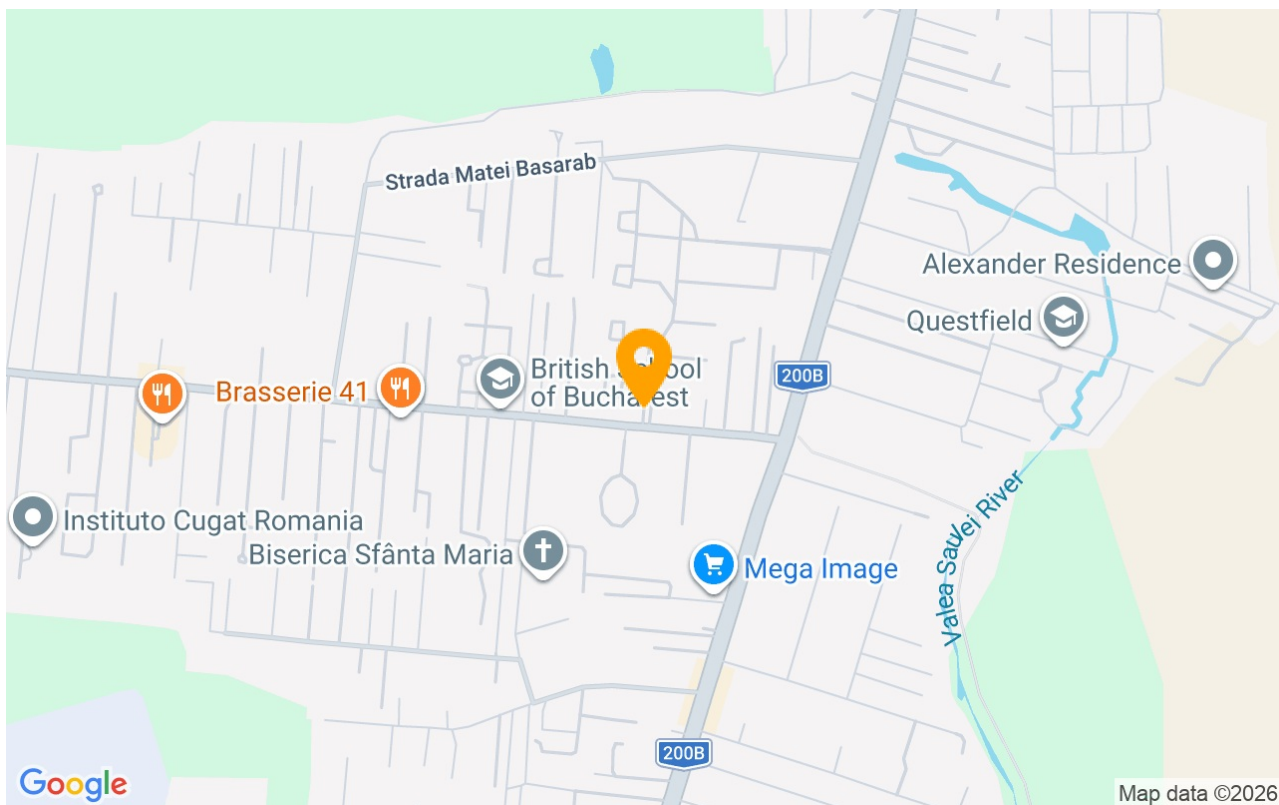 Strada Matei Basarab
Alexander Residence
Questfield
British School
of Bucharest
200B
Brasserie 41
Instituto Cugat Romania
Biserica Sfânta Maria
Mega Image
Valea Saulei River
200B
Google
Map data ©2026